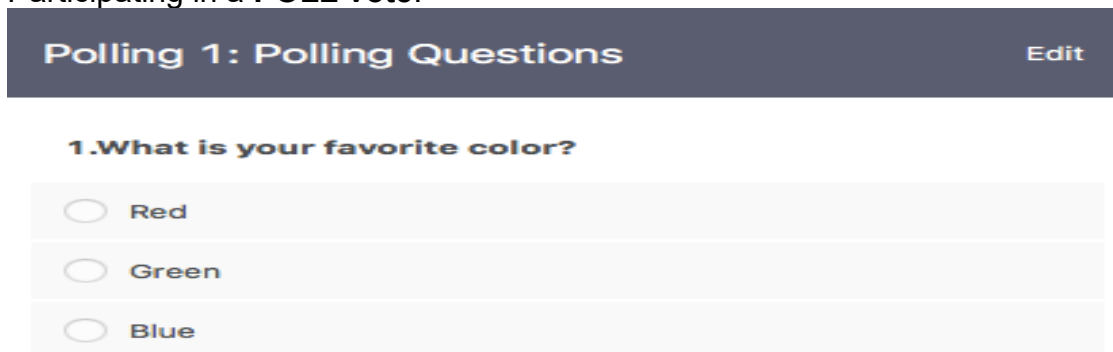 Participating in a POLL vote.
Polling 1: Polling Questions
Edit
1.What is your favorite color?
Red
Green
Blue